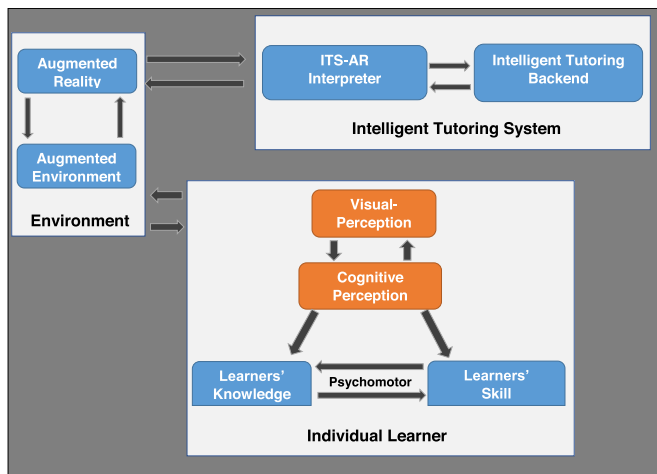 Augmented
Reality
Augmented
Environment
Environment
ITS-AR
Interpreter
Intelligent Tutoring
Backend
Intelligent Tutoring System
Visual-
Perception
Cognitive
Perception
Learners’
Knowledge
Psychomotor
Learners’
Skill
Individual Learner